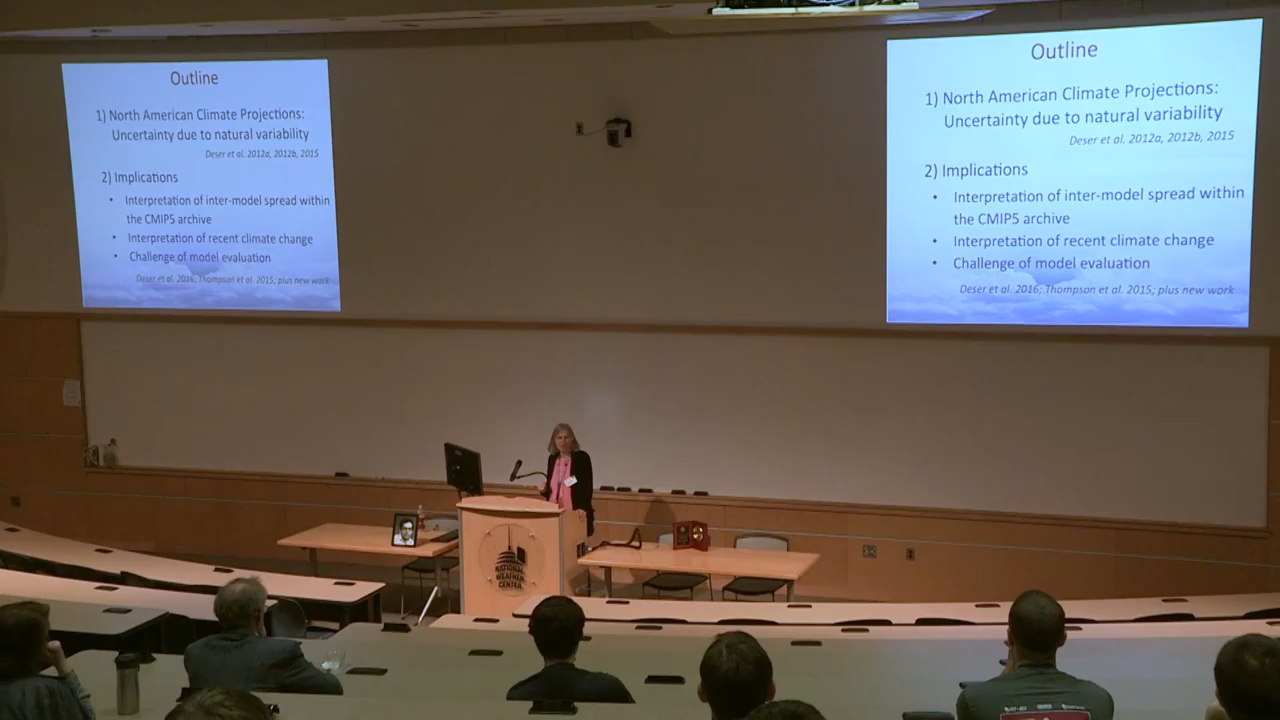 Outline
1) North American Climate Projections:
Uncertainty due to natural variability
Deser et al. 2012a, 2012b, 2015
2) Implications
• Interpretation of inter-model spread within
the CMIP5 archive
• Interpretation of recent climate change
• Challenge of model evaluation
Deser et al. 2016; Thompson et al. 2015; plus new work
Outline
1) North American Climate Projections:
Uncertainty due to natural variability
Deser et al. 2012a, 2012b, 2015
2) Implications
• Interpretation of inter-model spread within
the CMIP5 archive
• Interpretation of recent climate change
• Challenge of model evaluation
Deser et al. 2016; Thompson et al. 2015; plus new work
NATIONAL
WEATHER
CENTER